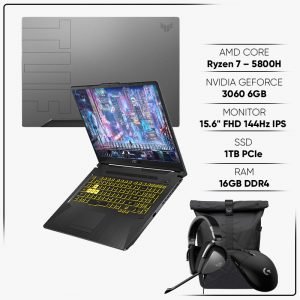 AMD CORE
Ryzen 7 – 5800H
NVIDIA GEFORCE
3060 6GB
MONITOR
15.6" FHD 144Hz IPS
SSD
1TB PCIe
RAM
16GB DDR4